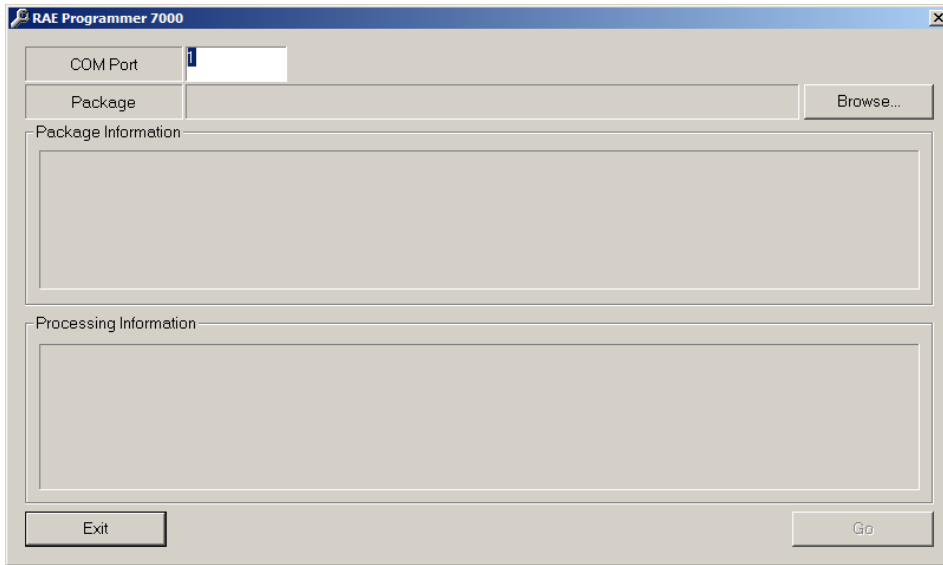 RAE Programmer 7000
COM Port
1
Package
Browse...
Package Information
Processing Information
Exit
Go